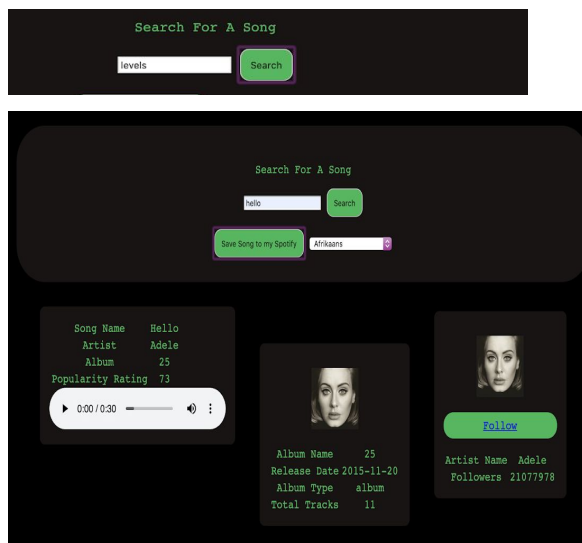 Search For A Song
levels Search
Search For A Song
hello Search
Save Song to my Spotify Afrikaans
Song Name Hello
Artist Adele
Album 25
Popularity Rating 73
0:00 / 0:30
Album Name 25
Release Date 2015-11-20
Album Type album
Total Tracks 11
Follow
Artist Name Adele
Followers 21077978